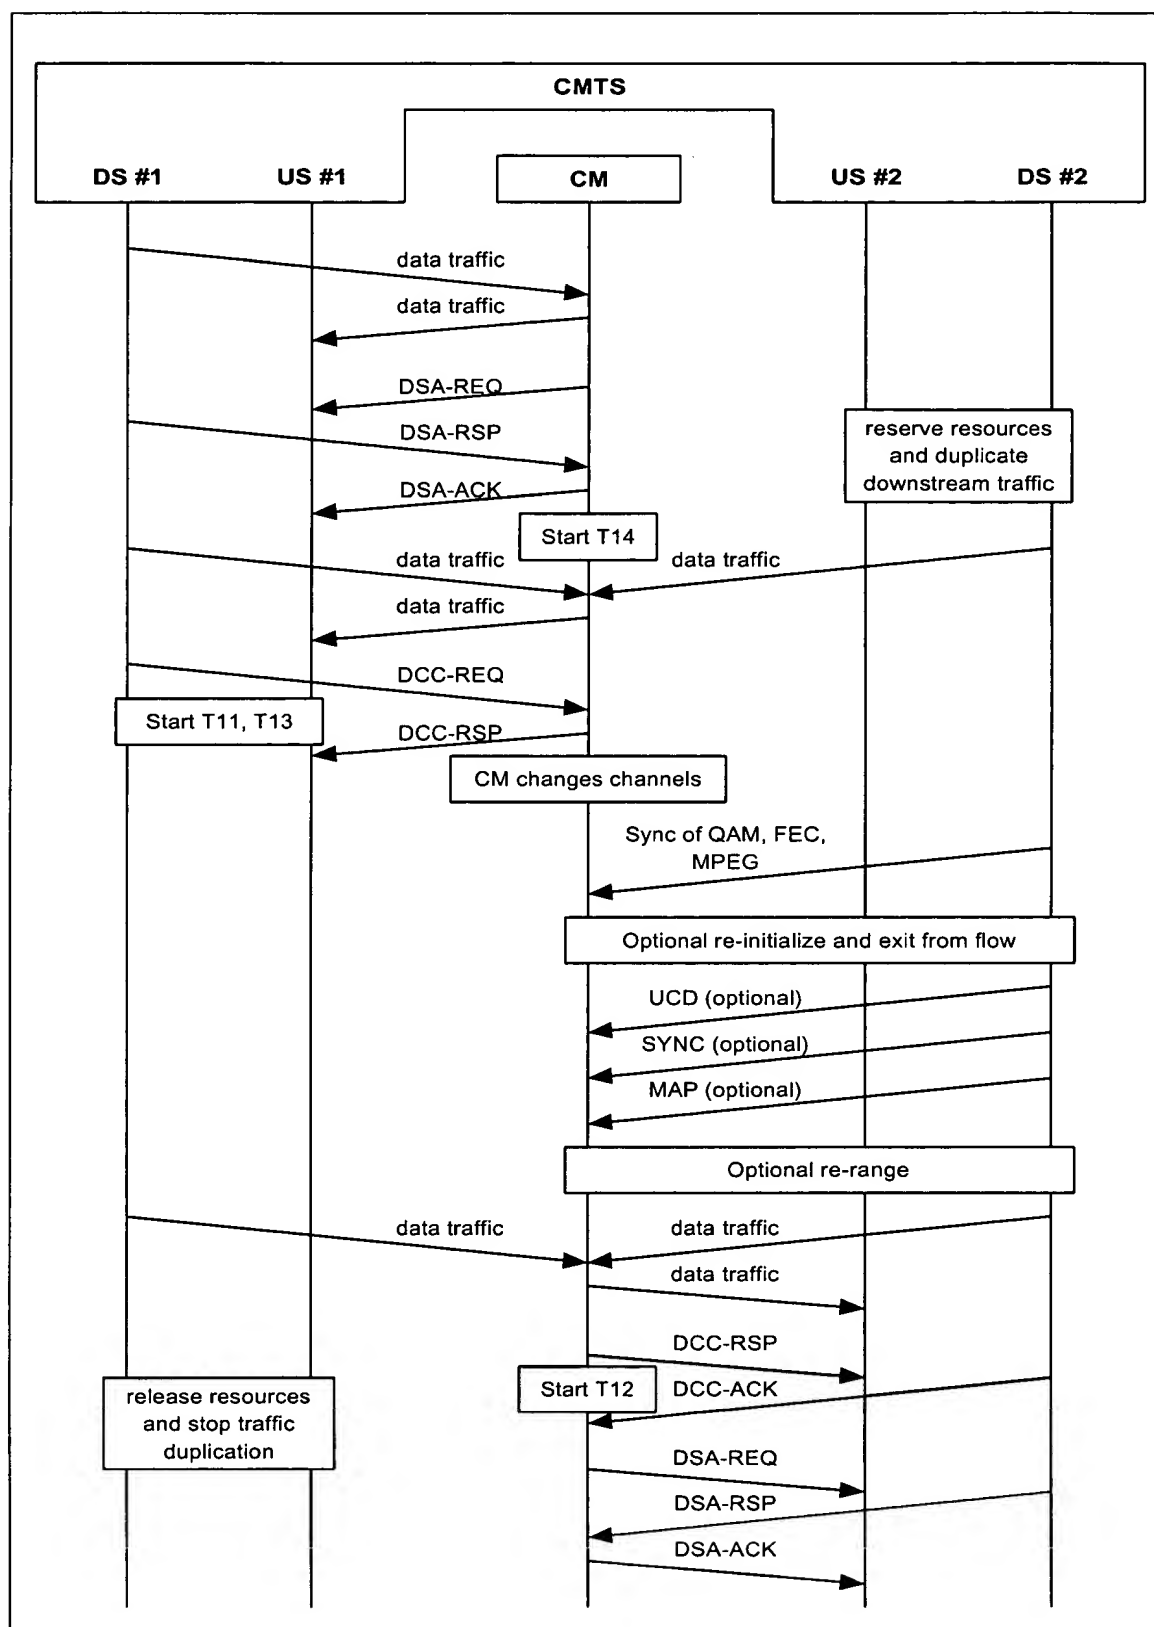 CMTS
DS #1
US #1
CM
US #2
DS #2
data traffic
data traffic
DSA-REQ
DSA-RSP
DSA-ACK
reserve resources
and duplicate
downstream traffic
Start T14
data traffic
data traffic
data traffic
DCC-REQ
Start T11, T13
DCC-RSP
CM changes channels
Sync of QAM, FEC,
MPEG
Optional re-initialize and exit from flow
UCD (optional)
SYNC (optional)
MAP (optional)
Optional re-range
data traffic
data traffic
data traffic
DCC-RSP
Start T12
DCC-ACK
release resources
and stop traffic
duplication
DSA-REQ
DSA-RSP
DSA-ACK